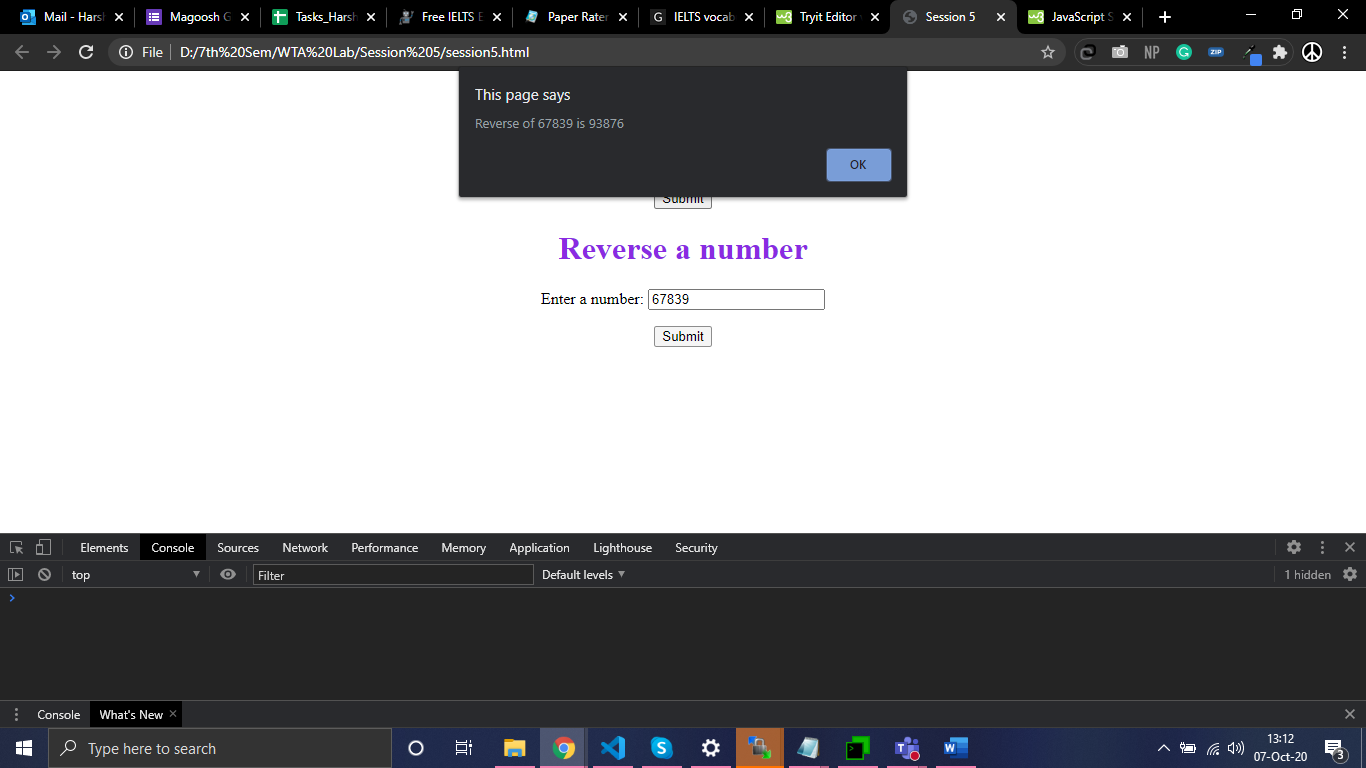 Mail - Harsh
Magoosh G
Tasks_Harsh
Free IELTS E
Paper Rater
IELTS vocab
Tryit Editor
Session 5
JavaScript S
File
D:/7th%20Sem/WTA%20Lab/Session%205/session5.html
NP
ZIP
This page says
Reverse of 67839 is 93876
OK
Submit
Reverse a number
Enter a number: 67839
Submit
Elements Console Sources Network Performance Memory Application Lighthouse Security
top Filter Default levels 1 hidden
Console What's New
Type here to search
13:12
07-Oct-20
3